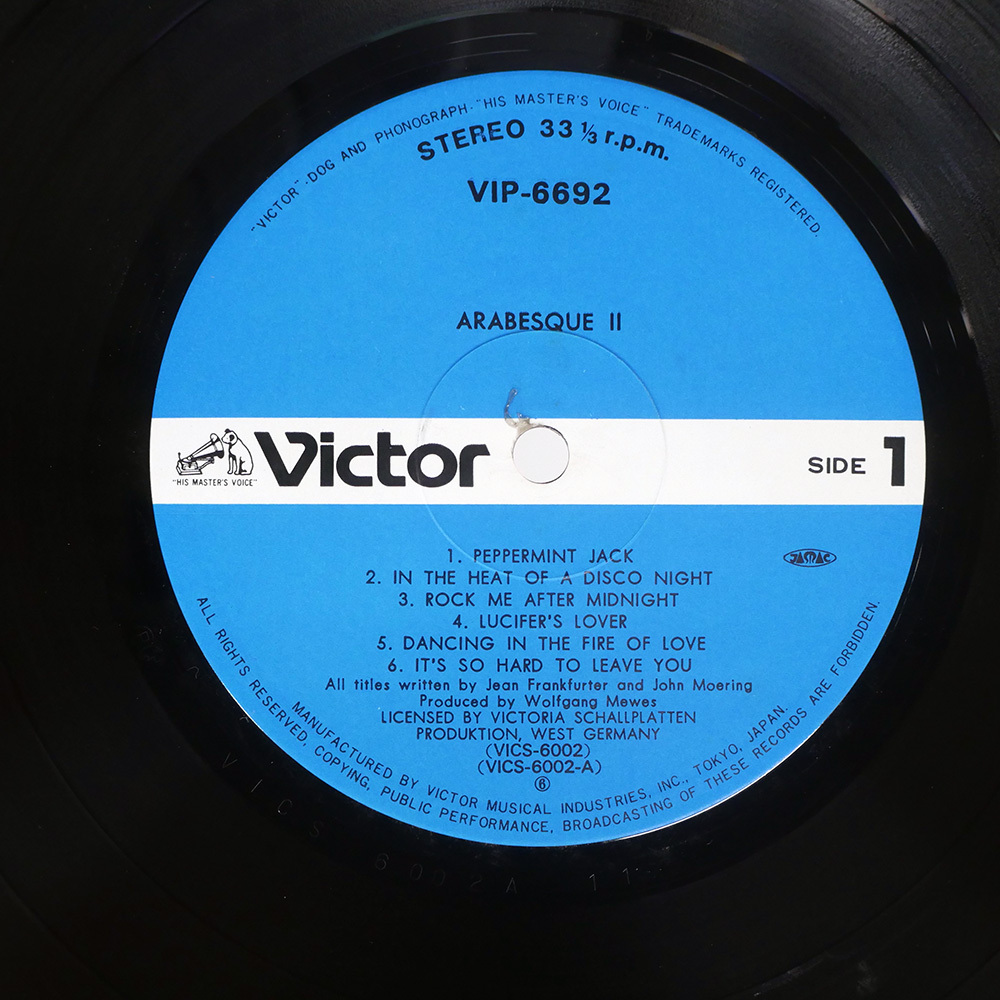 "VICTOR"·DOG AND PHONOGRAPH·"HIS MASTER'S VOICE" TRADEMARKS REGISTERED.
STEREO 33 ⅓ r.p.m.
VIP-6692
ARABESQUE II
"HIS MASTER'S VOICE"
Victor
SIDE 1
JASRAC
1. PEPPERMINT JACK
2. IN THE HEAT OF A DISCO NIGHT
3. ROCK ME AFTER MIDNIGHT
4. LUCIFER'S LOVER
5. DANCING IN THE FIRE OF LOVE
6. IT'S SO HARD TO LEAVE YOU
All titles written by Jean Frankfurter and John Moering
Produced by Wolfgang Mewes
LICENSED BY VICTORIA SCHALLPLATTEN
PRODUKTION, WEST GERMANY
(VICS-6002)
(VICS-6002-A)
⑥
MANUFACTURED BY VICTOR MUSICAL INDUSTRIES, INC., TOKYO, JAPAN.
ALL RIGHTS RESERVED, COPYING, PUBLIC PERFORMANCE, BROADCASTING OF THESE RECORDS ARE FORBIDDEN.
VICS 6002A 11